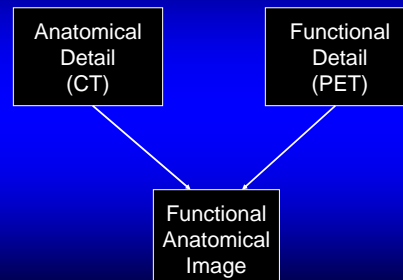 Anatomical
Detail
(CT)
Functional
Detail
(PET)
Functional
Anatomical
Image